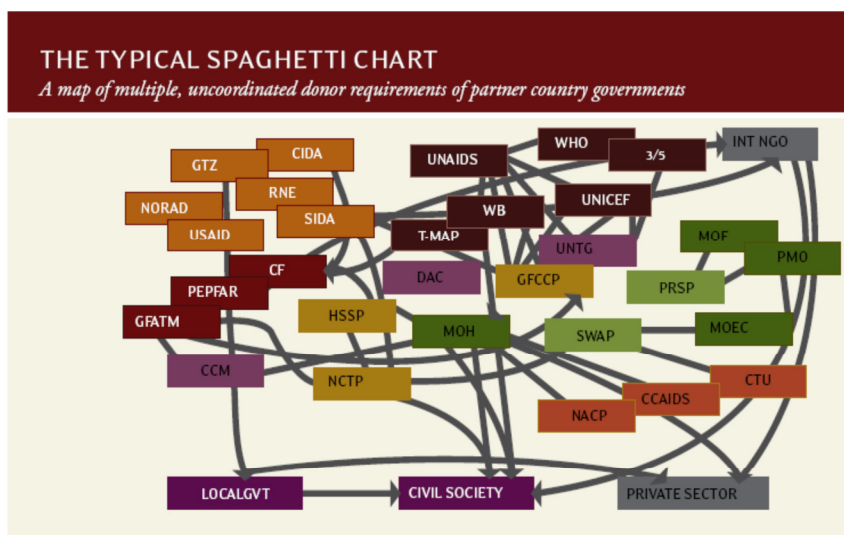 THE TYPICAL SPAGHETTI CHART
A map of multiple, uncoordinated donor requirements of partner country governments
WHO
INT NGO
CIDA
UNAIDS
3/5
GTZ
RNE
UNICEF
NORAD
SIDA
WB
USAID
T-MAP
MOF
UNTG
PMO
CF
DAC
GFCCP
PEPFAR
PRSP
GFATM
HSSP
MOH
SWAP
MOEC
CCM
NCTP
CTU
CCAIDS
NACP
LOCALGVT
CIVIL SOCIETY
PRIVATE SECTOR